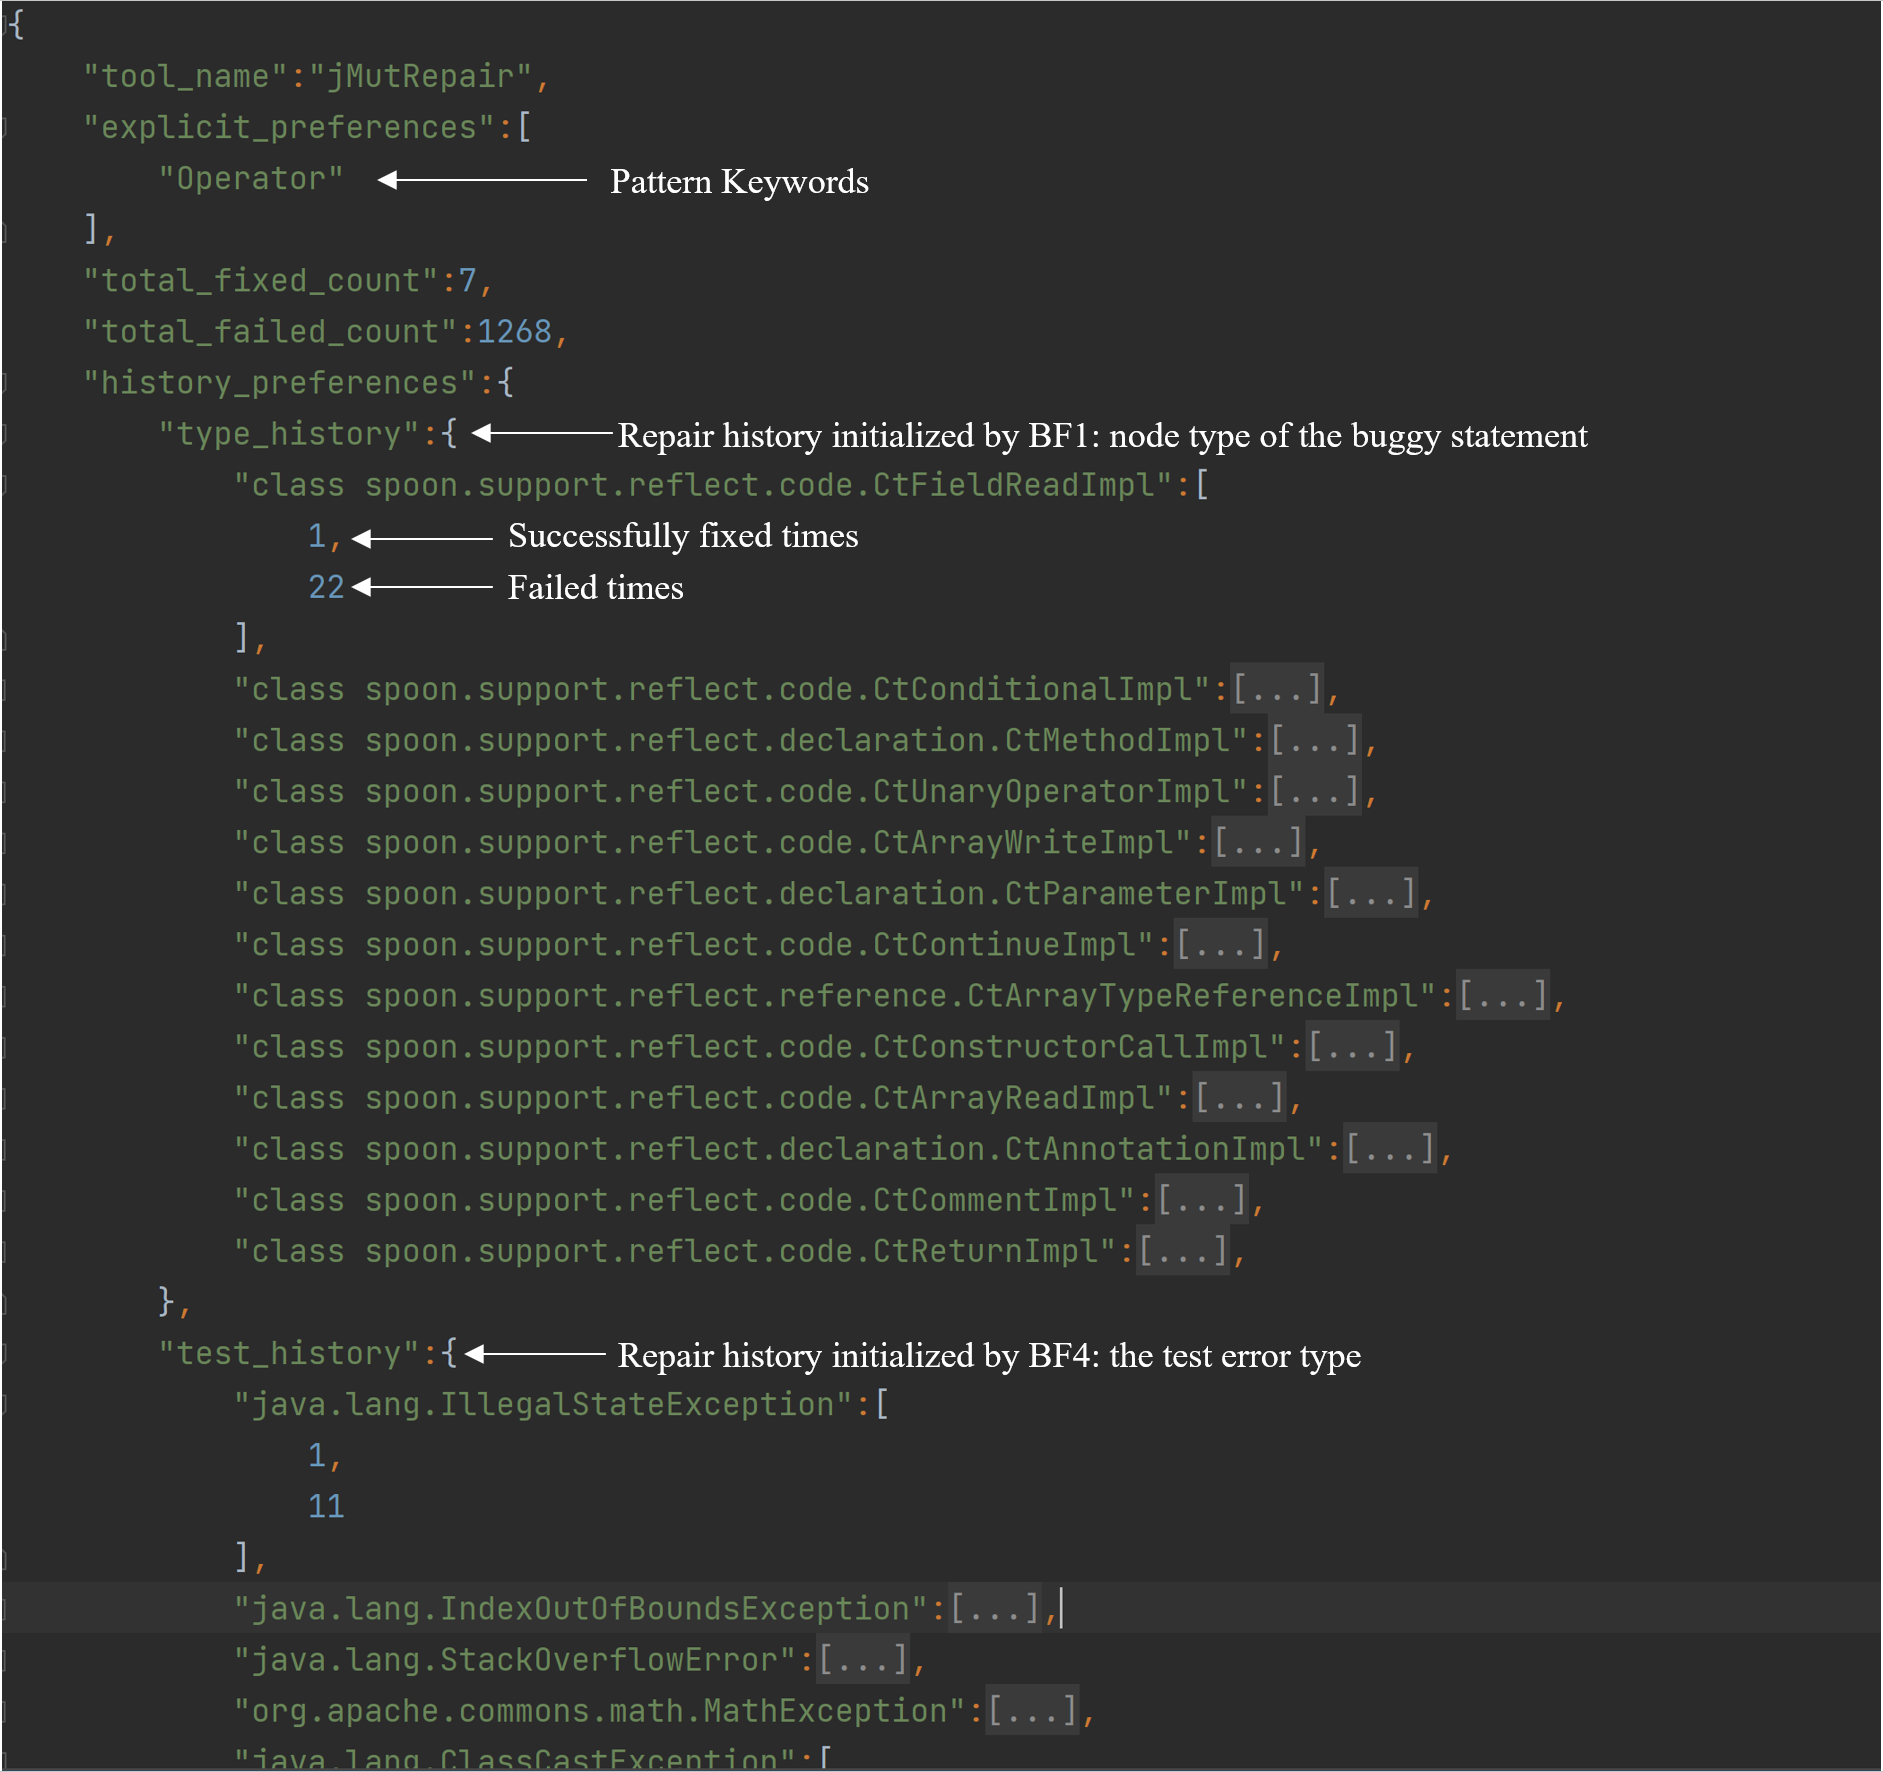 {
"tool_name":"jMutRepair",
"explicit_preferences":[
"Operator" Pattern Keywords
],
"total_fixed_count":7,
"total_failed_count":1268,
"history_preferences":{
"type_history":{ Repair history initialized by BF1: node type of the buggy statement
"class spoon.support.reflect.code.CtFieldReadImpl":[
1, Successfully fixed times
22 Failed times
],
"class spoon.support.reflect.code.CtConditionalImpl":[...],
"class spoon.support.reflect.declaration.CtMethodImpl":[...],
"class spoon.support.reflect.code.CtUnaryOperatorImpl":[...],
"class spoon.support.reflect.code.CtArrayWriteImpl":[...],
"class spoon.support.reflect.declaration.CtParameterImpl":[...],
"class spoon.support.reflect.code.CtContinueImpl":[...],
"class spoon.support.reflect.reference.CtArrayTypeReferenceImpl":[...],
"class spoon.support.reflect.code.CtConstructorCallImpl":[...],
"class spoon.support.reflect.code.CtArrayReadImpl":[...],
"class spoon.support.reflect.declaration.CtAnnotationImpl":[...],
"class spoon.support.reflect.code.CtCommentImpl":[...],
"class spoon.support.reflect.code.CtReturnImpl":[...],
},
"test_history":{ Repair history initialized by BF4: the test error type
"java.lang.IllegalStateException":[
1,
11
],
"java.lang.IndexOutOfBoundsException":[...],
"java.lang.StackOverflowError":[...],
"org.apache.commons.math.MathException":[...],
"java.lang.ClassCastException":[